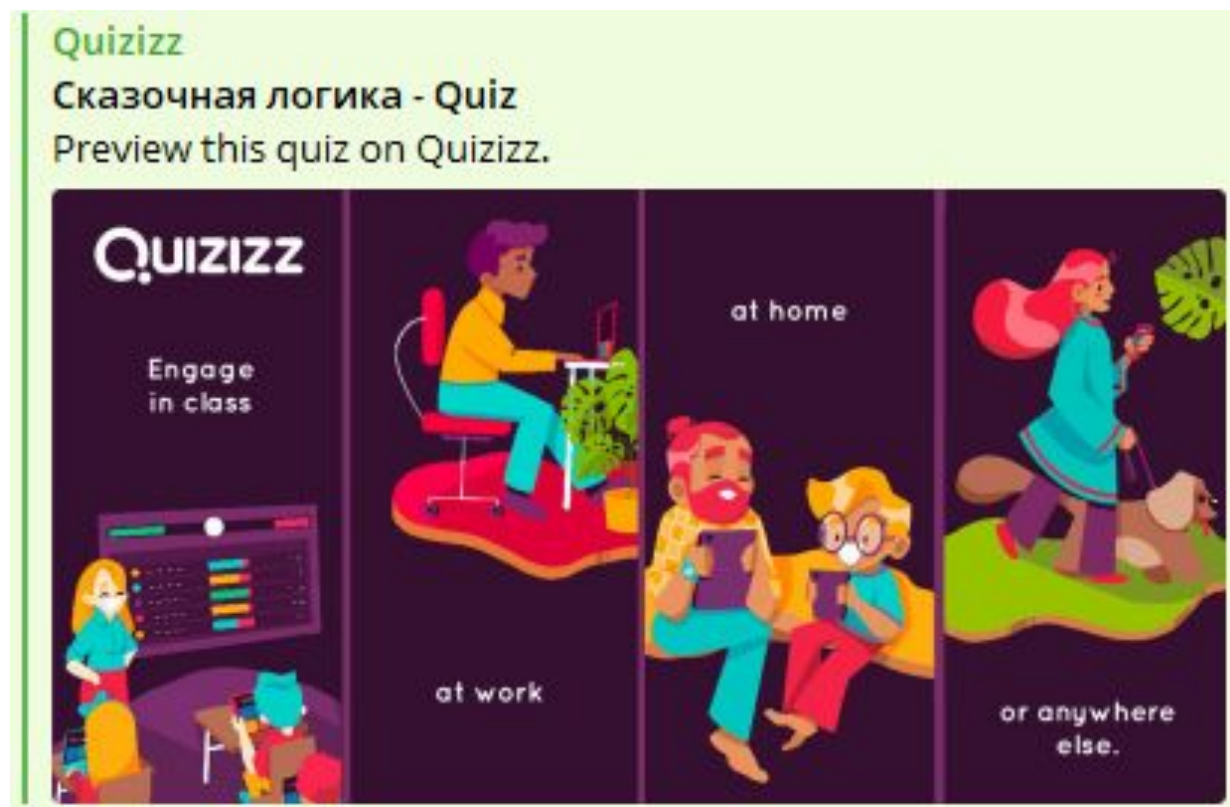 Quizizz
Сказочная логика - Quiz
Preview this quiz on Quizizz.
QUIZIZZ
Engage
in class
at work
at home
or anywhere
else.